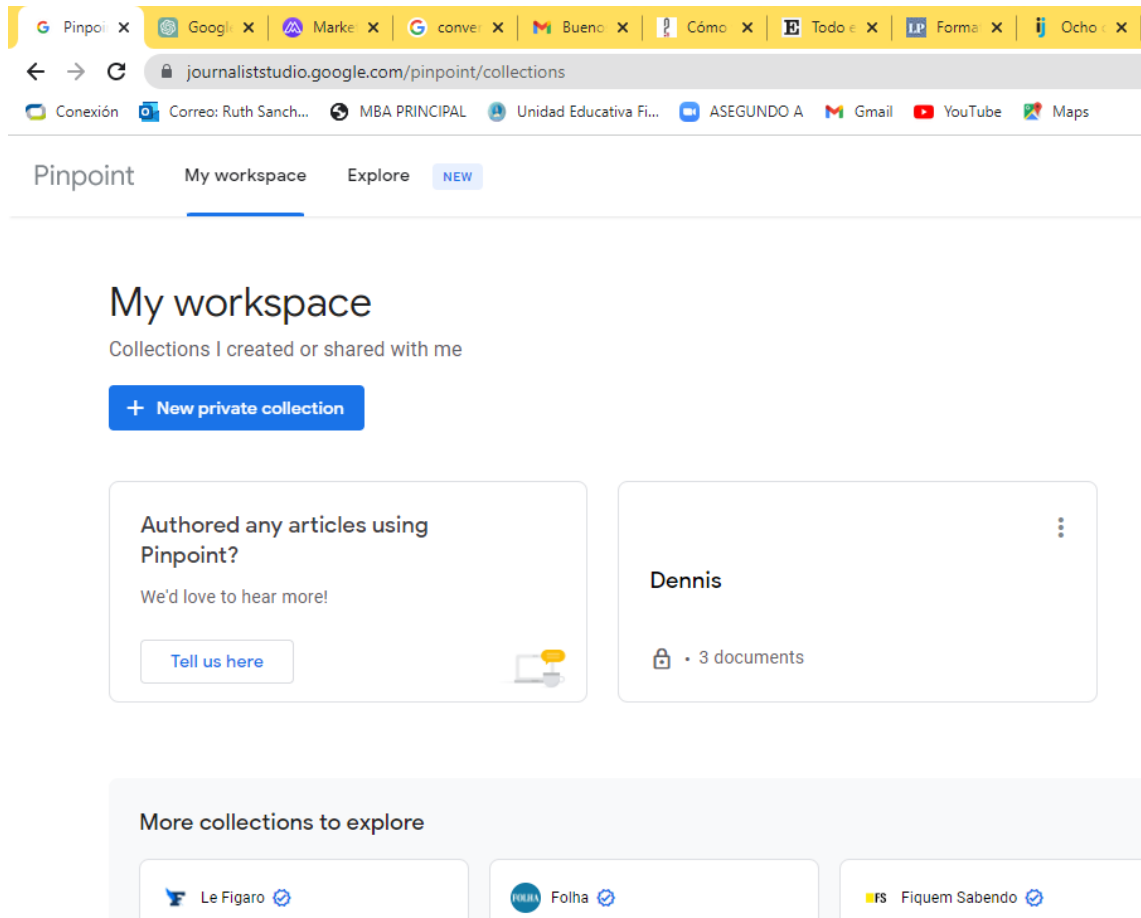 Pinpoi Googl Marke conver Bueno Cómo Todo e Forma Ocho c
journaliststudio.google.com/pinpoint/collections
Conexión Correo: Ruth Sanch... MBA PRINCIPAL Unidad Educativa Fi... ASEGUNDO A Gmail YouTube Maps
Pinpoint My workspace Explore NEW
My workspace
Collections I created or shared with me
+ New private collection
Authored any articles using
Pinpoint?
We'd love to hear more!
Tell us here
Dennis
• 3 documents
More collections to explore
Le Figaro FOLHA Folha FS Fiquem Sabendo